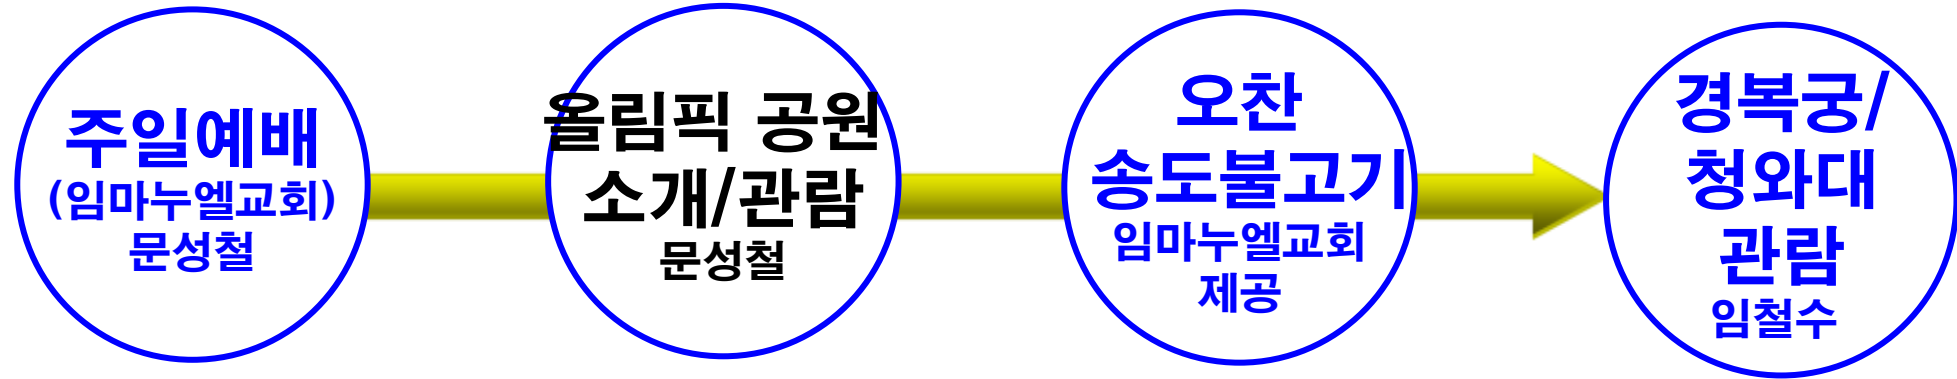 주일예배
(임마누엘교회)
문성철
올림픽 공원
소개/관람
문성철
오찬
송도불고기
임마누엘교회
제공
경복궁/
청와대
관람
임철수